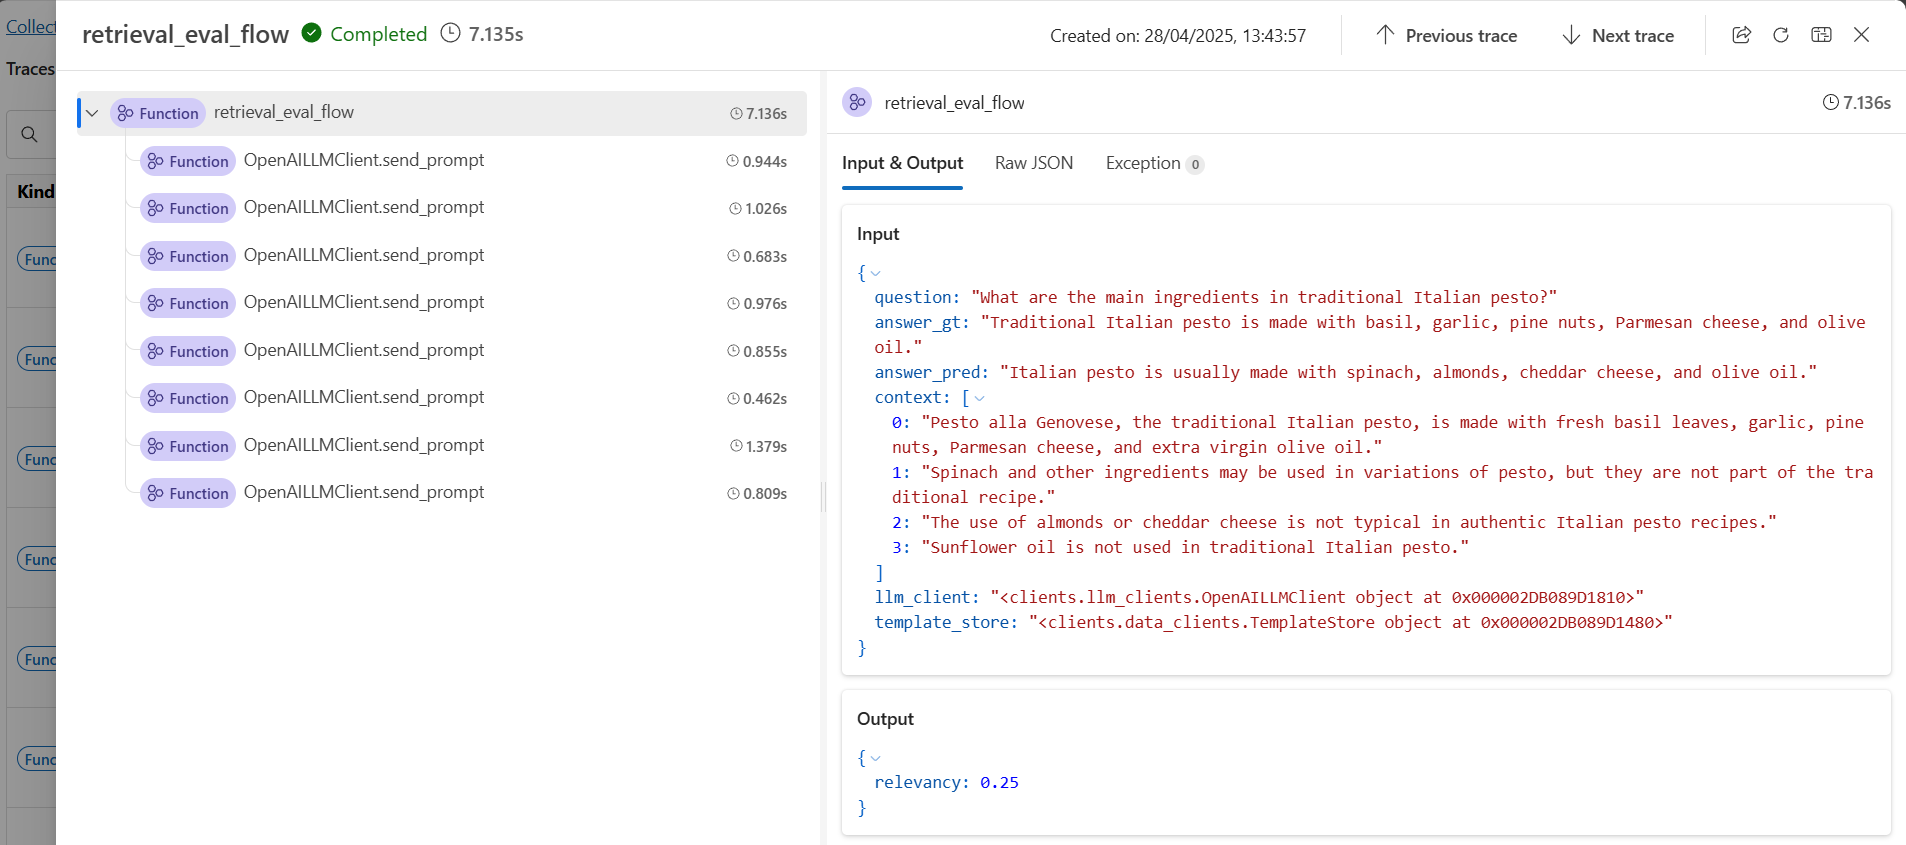 Collect
Traces
Kind
Func
Func
Func
Func
Func
Func
retrieval_eval_flow Completed 7.135s
Created on: 28/04/2025, 13:43:57 Previous trace Next trace
Function retrieval_eval_flow 7.136s
Function OpenAILLMClient.send_prompt 0.944s
Function OpenAILLMClient.send_prompt 1.026s
Function OpenAILLMClient.send_prompt 0.683s
Function OpenAILLMClient.send_prompt 0.976s
Function OpenAILLMClient.send_prompt 0.855s
Function OpenAILLMClient.send_prompt 0.462s
Function OpenAILLMClient.send_prompt 1.379s
Function OpenAILLMClient.send_prompt 0.809s
retrieval_eval_flow 7.136s
Input & Output Raw JSON Exception 0
Input
{
question: "What are the main ingredients in traditional Italian pesto?"
answer_gt: "Traditional Italian pesto is made with basil, garlic, pine nuts, Parmesan cheese, and olive
oil."
answer_pred: "Italian pesto is usually made with spinach, almonds, cheddar cheese, and olive oil."
context: [
0: "Pesto alla Genovese, the traditional Italian pesto, is made with fresh basil leaves, garlic, pine
nuts, Parmesan cheese, and extra virgin olive oil."
1: "Spinach and other ingredients may be used in variations of pesto, but they are not part of the tra
ditional recipe."
2: "The use of almonds or cheddar cheese is not typical in authentic Italian pesto recipes."
3: "Sunflower oil is not used in traditional Italian pesto."
]
llm_client: "<clients.llm_clients.OpenAILLMClient object at 0x000002DB089D1810>"
template_store: "<clients.data_clients.TemplateStore object at 0x000002DB089D1480>"
}
Output
{
relevancy: 0.25
}